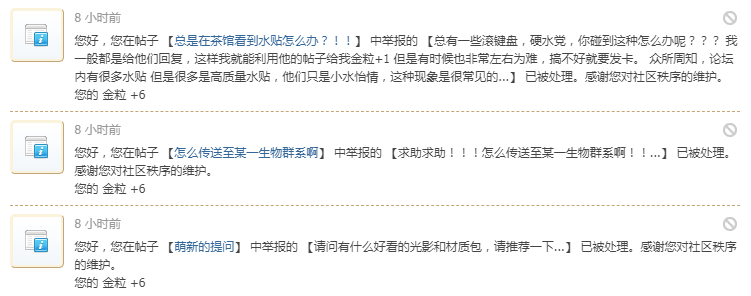 8 小时前
您好，您在帖子 【总是在茶馆看到水贴怎么办？！！】 中举报的 【总有一些滚键盘，硬水党，你碰到这种怎么办呢？？？ 我
一般都是给他们回复，这样我就能利用他的帖子给我金粒+1 但是有时候也非常左右为难，搞不好就要发卡。 众所周知，论坛
内有很多水贴 但是很多是高质量水贴，他们只是小水怡情，这种现象是很常见的...】 已被处理。感谢您对社区秩序的维护。
您的 金粒 +6
8 小时前
您好，您在帖子 【怎么传送至某一生物群系啊】 中举报的 【求助求助！！！怎么传送至某一生物群系啊！！...】 已被处理。
感谢您对社区秩序的维护。
您的 金粒 +6
8 小时前
您好，您在帖子 【萌新的提问】 中举报的 【请问有什么好看的光影和材质包，请推荐一下...】 已被处理。感谢您对社区秩序
的维护。
您的 金粒 +6